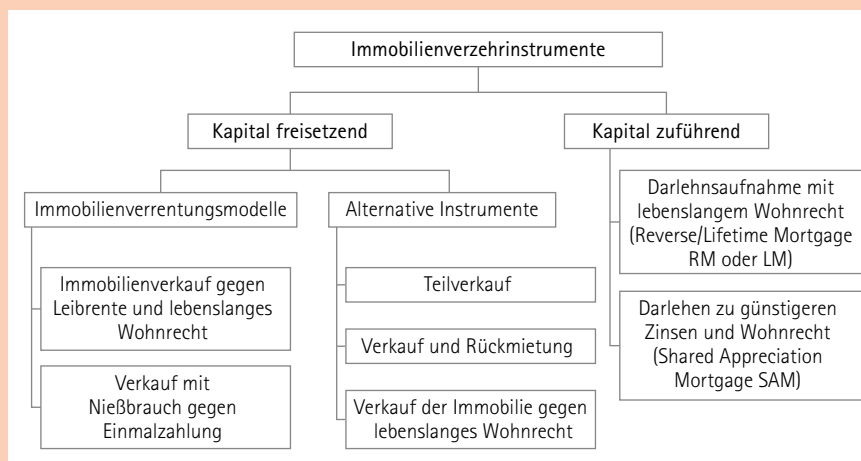 Immobilienverzehrinstrumente
Kapital freisetzend
Kapital zuführend
Immobilienverrentungsmodelle
Alternative Instrumente
Immobilienverkauf gegen
Leibrente und lebenslanges
Wohnrecht
Verkauf mit
Nießbrauch gegen
Einmalzahlung
Teilverkauf
Verkauf und Rückmietung
Verkauf der Immobilie gegen
lebenslanges Wohnrecht
Darlehnsaufnahme mit
lebenslangem Wohnrecht
(Reverse/Lifetime Mortgage
RM oder LM)
Darlehen zu günstigeren
Zinsen und Wohnrecht
(Shared Appreciation
Mortgage SAM)